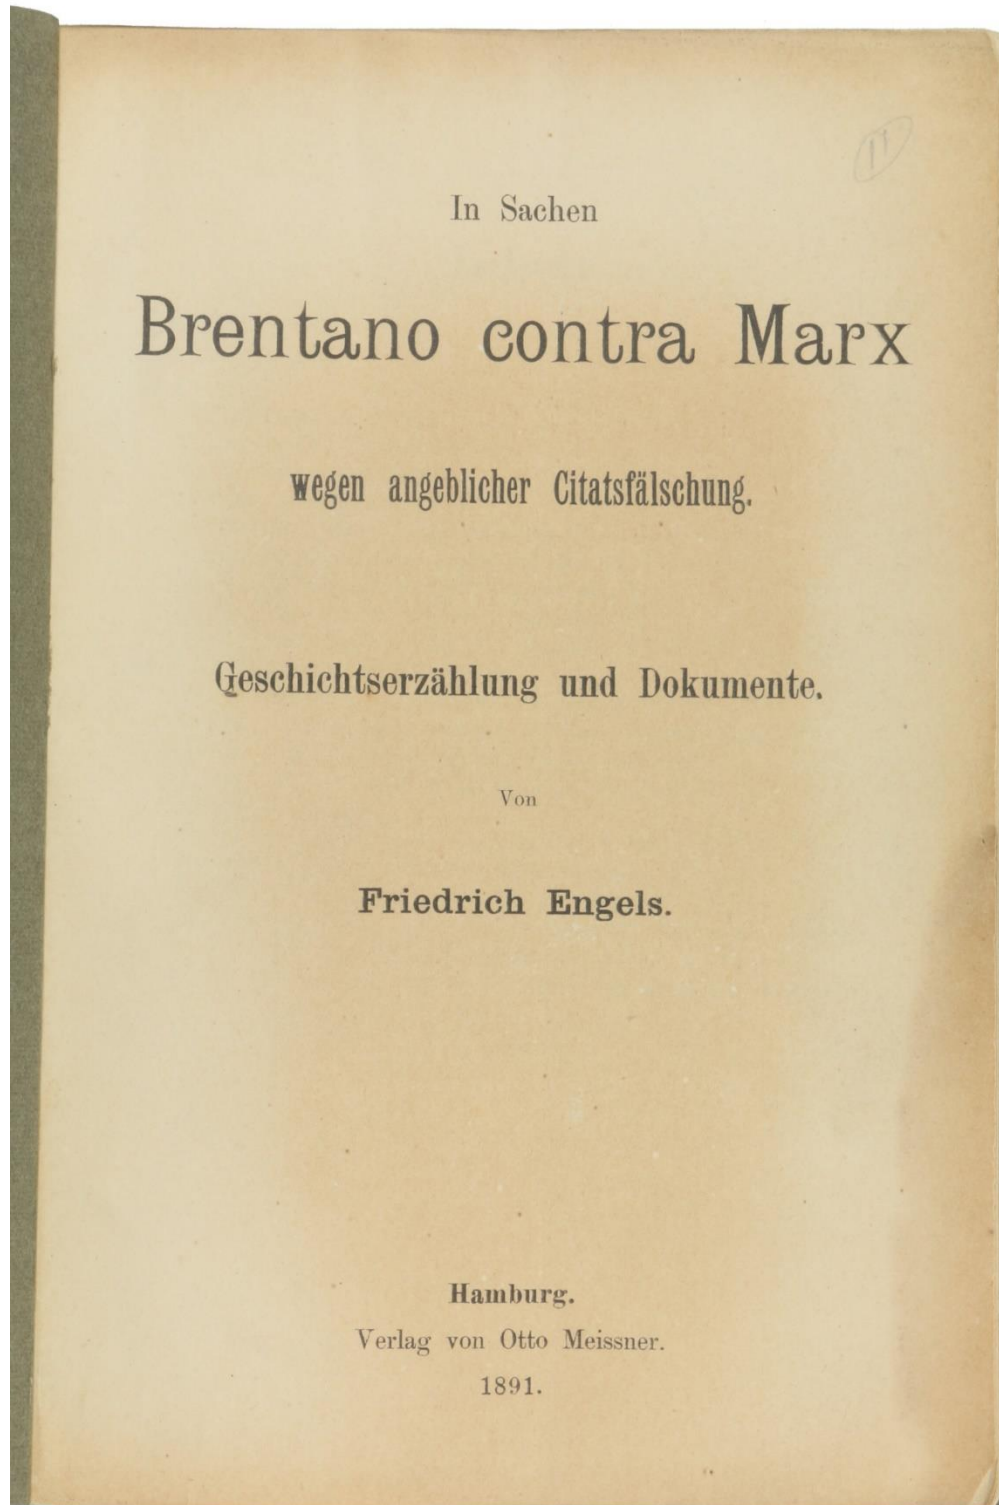 11
In Sachen
Brentano contra Marx
wegen angeblicher Citatsfälschung.
Geschichtserzählung und Dokumente.
Von
Friedrich Engels.
Hamburg.
Verlag von Otto Meissner.
1891.